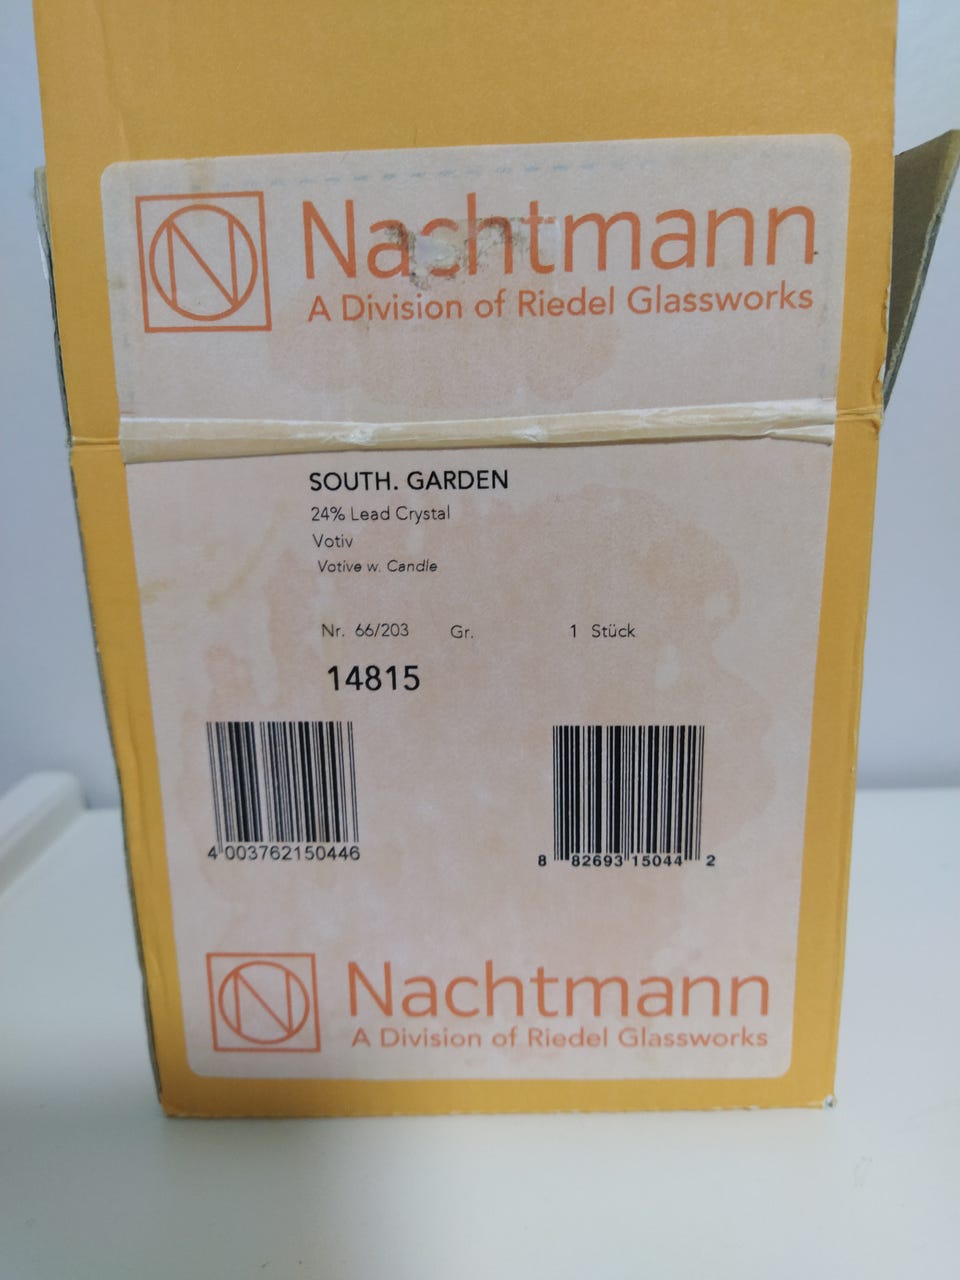 N Nachtmann
A Division of Riedel Glassworks
SOUTH. GARDEN
24% Lead Crystal
Votiv
Votive w. Candle
Nr. 66/203 Gr. 1 Stück
14815
4 003762 150446
8 82693 15044 2
N Nachtmann
A Division of Riedel Glassworks